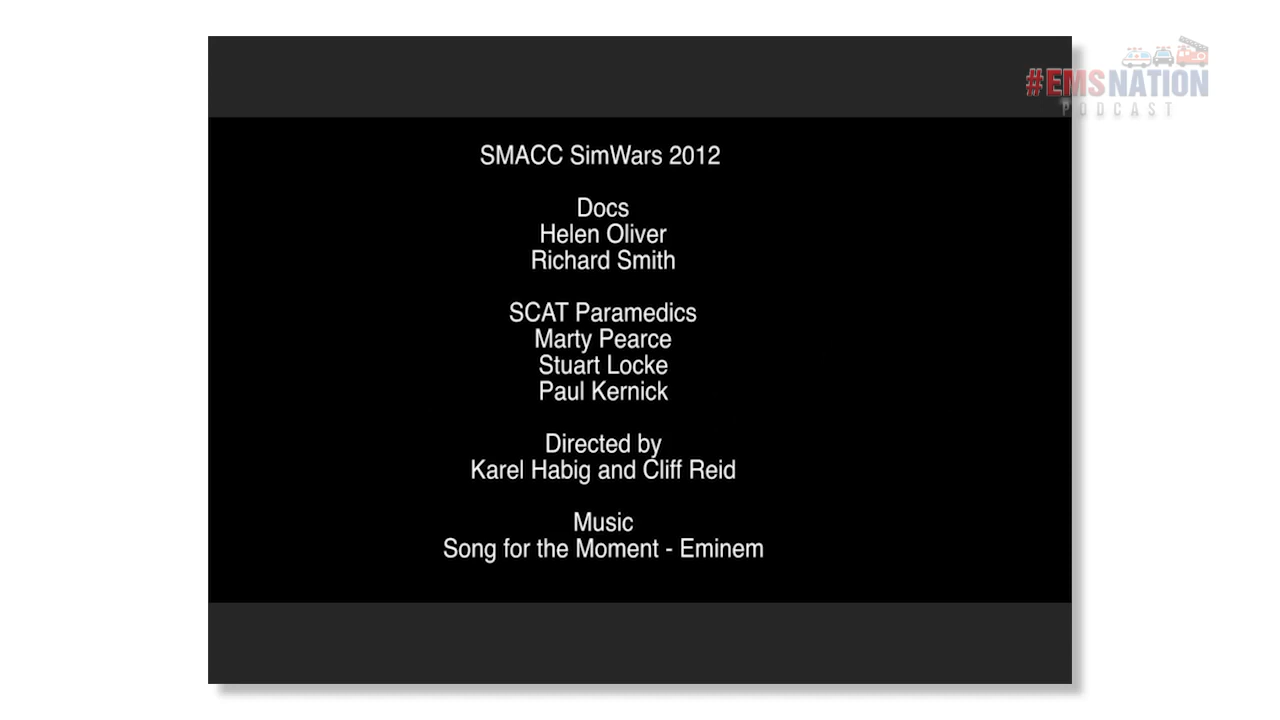 #EMSNATION
PODCAST
SMACC SimWars 2012
Docs
Helen Oliver
Richard Smith
SCAT Paramedics
Marty Pearce
Stuart Locke
Paul Kernick
Directed by
Karel Habig and Cliff Reid
Music
Song for the Moment - Eminem